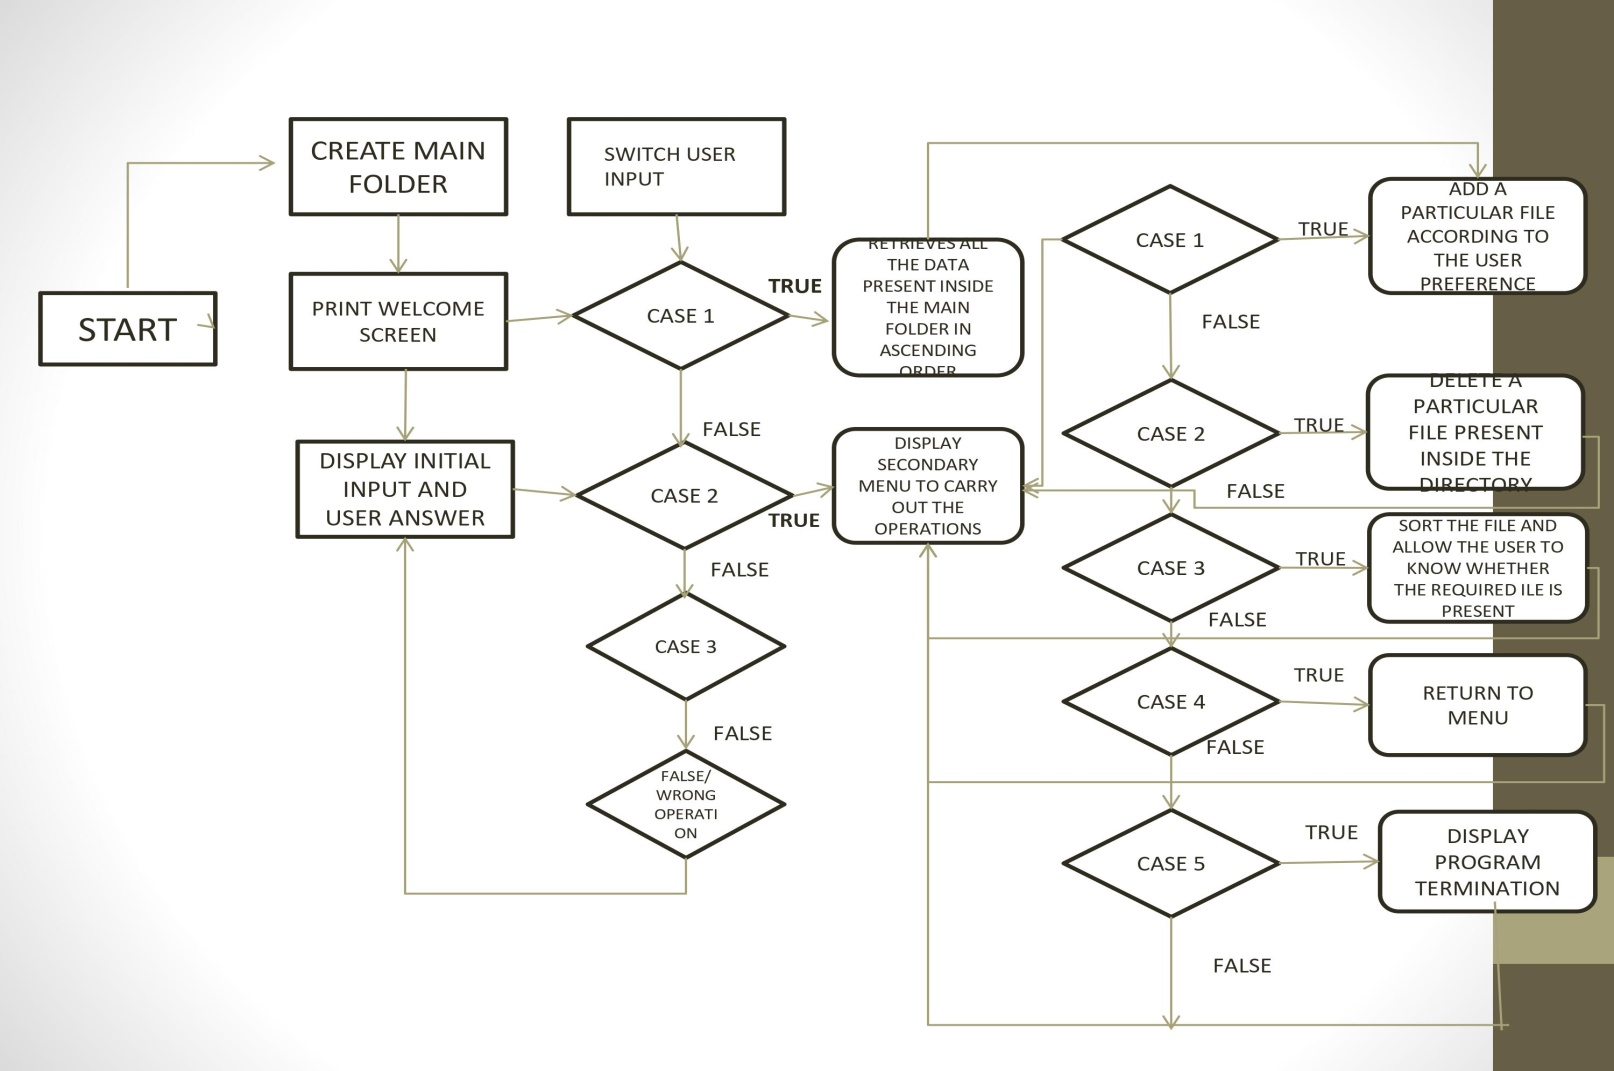 START
CREATE MAIN
FOLDER
PRINT WELCOME
SCREEN
DISPLAY INITIAL
INPUT AND
USER ANSWER
SWITCH USER
INPUT
CASE 1
TRUE
FALSE
CASE 2
TRUE
FALSE
CASE 3
FALSE
FALSE/
WRONG
OPERATI
ON
RETRIEVES ALL
THE DATA
PRESENT INSIDE
THE MAIN
FOLDER IN
ASCENDING
ORDER
DISPLAY
SECONDARY
MENU TO CARRY
OUT THE
OPERATIONS
CASE 1
TRUE
FALSE
ADD A
PARTICULAR FILE
ACCORDING TO
THE USER
PREFERENCE
CASE 2
TRUE
FALSE
DELETE A
PARTICULAR
FILE PRESENT
INSIDE THE
DIRECTORY
CASE 3
TRUE
FALSE
SORT THE FILE AND
ALLOW THE USER TO
KNOW WHETHER
THE REQUIRED ILE IS
PRESENT
CASE 4
TRUE
FALSE
RETURN TO
MENU
CASE 5
TRUE
FALSE
DISPLAY
PROGRAM
TERMINATION